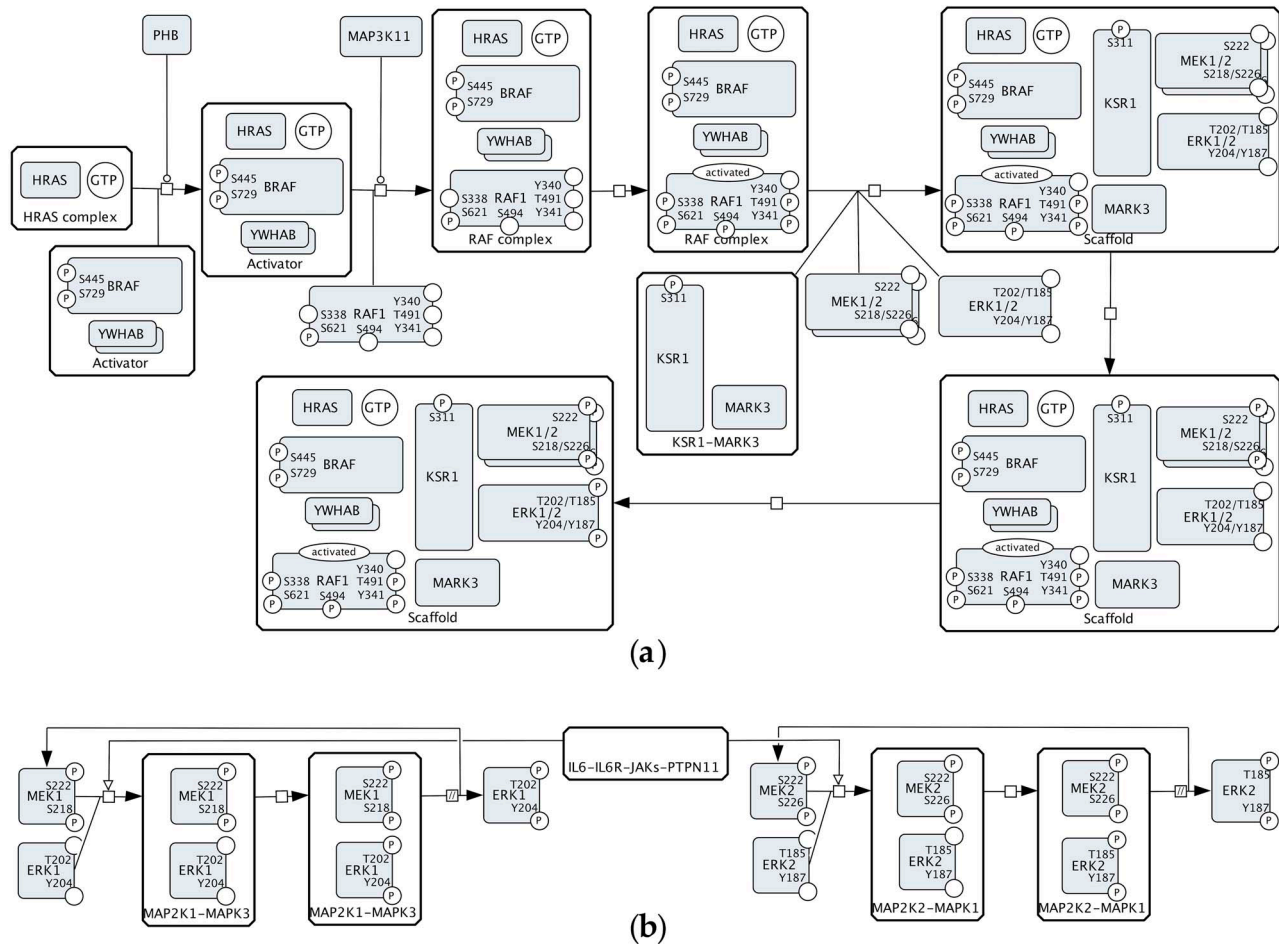 PHB
MAP3K11
HRAS GTP
HRAS complex
P S445
P S729
BRAF
YWHAB
Activator
HRAS GTP
P S445
P S729
BRAF
YWHAB
Activator
S338 RAF1 Y340
T491
P S621 S494 Y341
HRAS GTP
P S445
P S729
BRAF
YWHAB
S338 RAF1 Y340
T491
P S621 S494 Y341
RAF complex
HRAS GTP
P S445
P S729
BRAF
YWHAB
activated
Y340
P S338 RAF1 T491 P
P S621 S494 Y341 P
P
RAF complex
P
S311
KSR1
MARK3
KSR1-MARK3
S222
MEK1/2
S218/S226
T202/T185
ERK1/2
Y204/Y187
HRAS GTP
P S445
P S729
BRAF
YWHAB
activated
Y340
P S338 RAF1 T491 P
P S621 S494 Y341 P
P
P
S311
KSR1
S222
MEK1/2
S218/S226
T202/T185
ERK1/2
Y204/Y187
MARK3
Scaffold
HRAS GTP
P S445
P S729
BRAF
YWHAB
activated
Y340
P S338 RAF1 T491 P
P S621 S494 Y341 P
P
P
S311
KSR1
S222 P
MEK1/2
S218/S226 P
T202/T185
ERK1/2
Y204/Y187
MARK3
Scaffold
HRAS GTP
P S445
P S729
BRAF
YWHAB
activated
Y340
P S338 RAF1 T491 P
P S621 S494 Y341 P
P
P
S311
KSR1
S222 P
MEK1/2
S218/S226 P
T202/T185 P
ERK1/2
Y204/Y187 P
MARK3
Scaffold
(a)
S222 P
MEK1
S218 P
T202
ERK1
Y204
S222 P
MEK1
S218 P
T202
ERK1
Y204
MAP2K1-MAPK3
S222 P
MEK1
S218 P
T202 P
ERK1
Y204 P
MAP2K1-MAPK3
T202 P
ERK1
Y204 P
IL6-IL6R-JAKs-PTPN11
S222 P
MEK2
S226 P
T185
ERK2
Y187
S222 P
MEK2
S226 P
T185
ERK2
Y187
MAP2K2-MAPK1
S222 P
MEK2
S226 P
T185 P
ERK2
Y187 P
MAP2K2-MAPK1
T185 P
ERK2
Y187 P
(b)